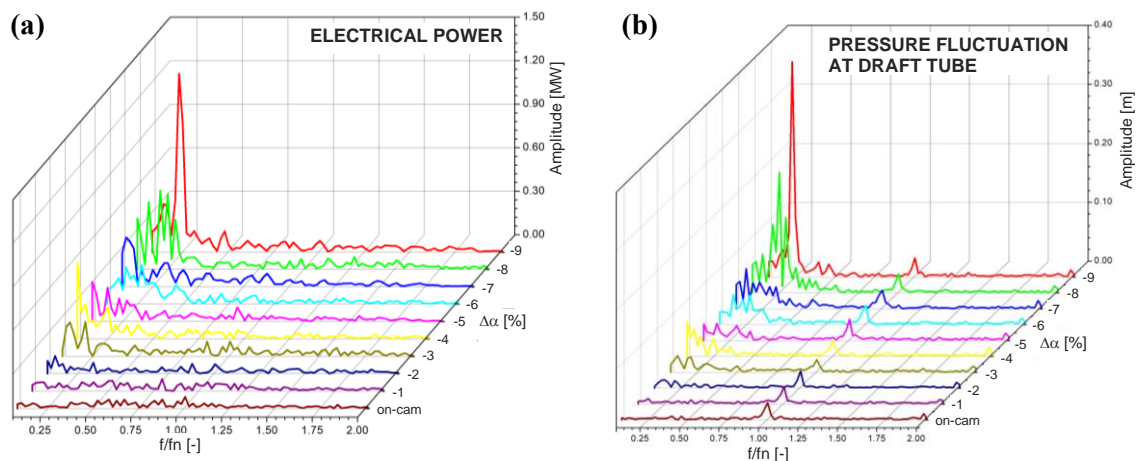 (a)
ELECTRICAL POWER
1.50
1.20
0.90
0.60
0.30
0.00
Amplitude [MW]
-9
-8
-7
-6
-5
-4
-3
-2
-1
on-cam
Δα [%]
0.25 0.50 0.75 1.00 1.25 1.50 1.75 2.00
f/fn [-]
(b)
PRESSURE FLUCTUATION
AT DRAFT TUBE
0.40
0.30
0.20
0.10
0.00
Amplitude [m]
-9
-8
-7
-6
-5
-4
-3
-2
-1
on-cam
Δα [%]
0.25 0.50 0.75 1.00 1.25 1.50 1.75 2.00
f/fn [-]